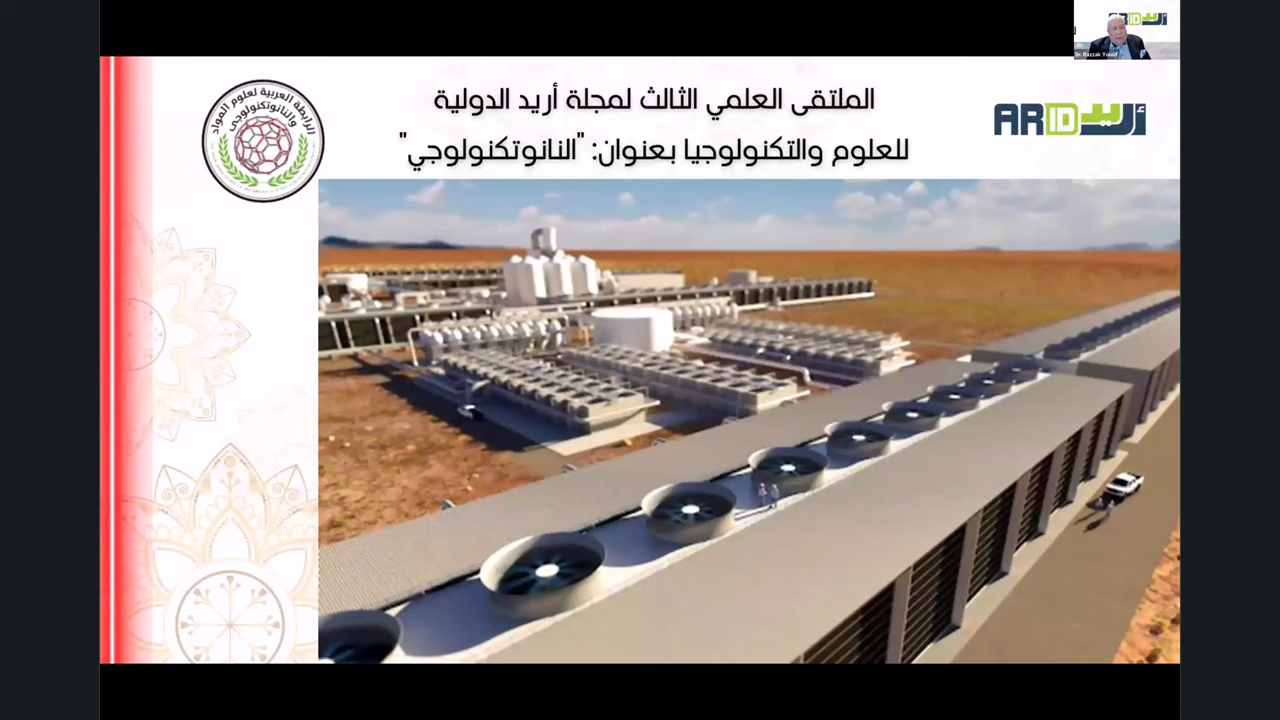 الملتقى العلمي الثالث لمجلة أريد الدولية
للعلوم والتكنولوجيا بعنوان: "النانوتكنولوجي"
الرابطة العربية لعلوم المواد
والنانوتكنولوجي
ARID أريد
Dr. Razzak Yousif